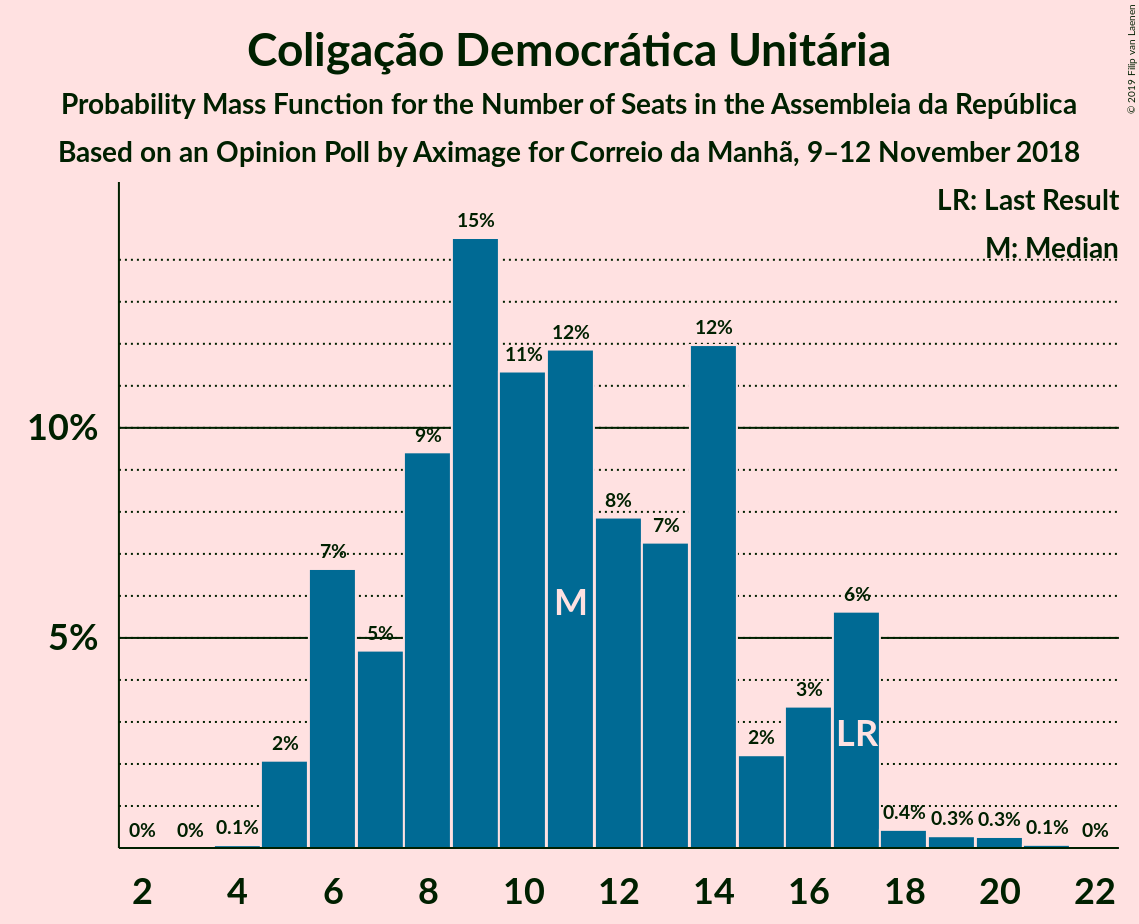 Coligação Democrática Unitária
Probability Mass Function for the Number of Seats in the Assembleia da República
Based on an Opinion Poll by Aximage for Correio da Manhã, 9–12 November 2018
© 2019 Filip van Laenen
LR: Last Result
M: Median
15%
12%
12%
11%
10%
9%
8%
7%
7%
6%
5%
5%
3%
2%
2%
0.4%
0.3%
0.3%
0%
0%
0.1%
0.1%
0%
M
LR
2 4 6 8 10 12 14 16 18 20 22